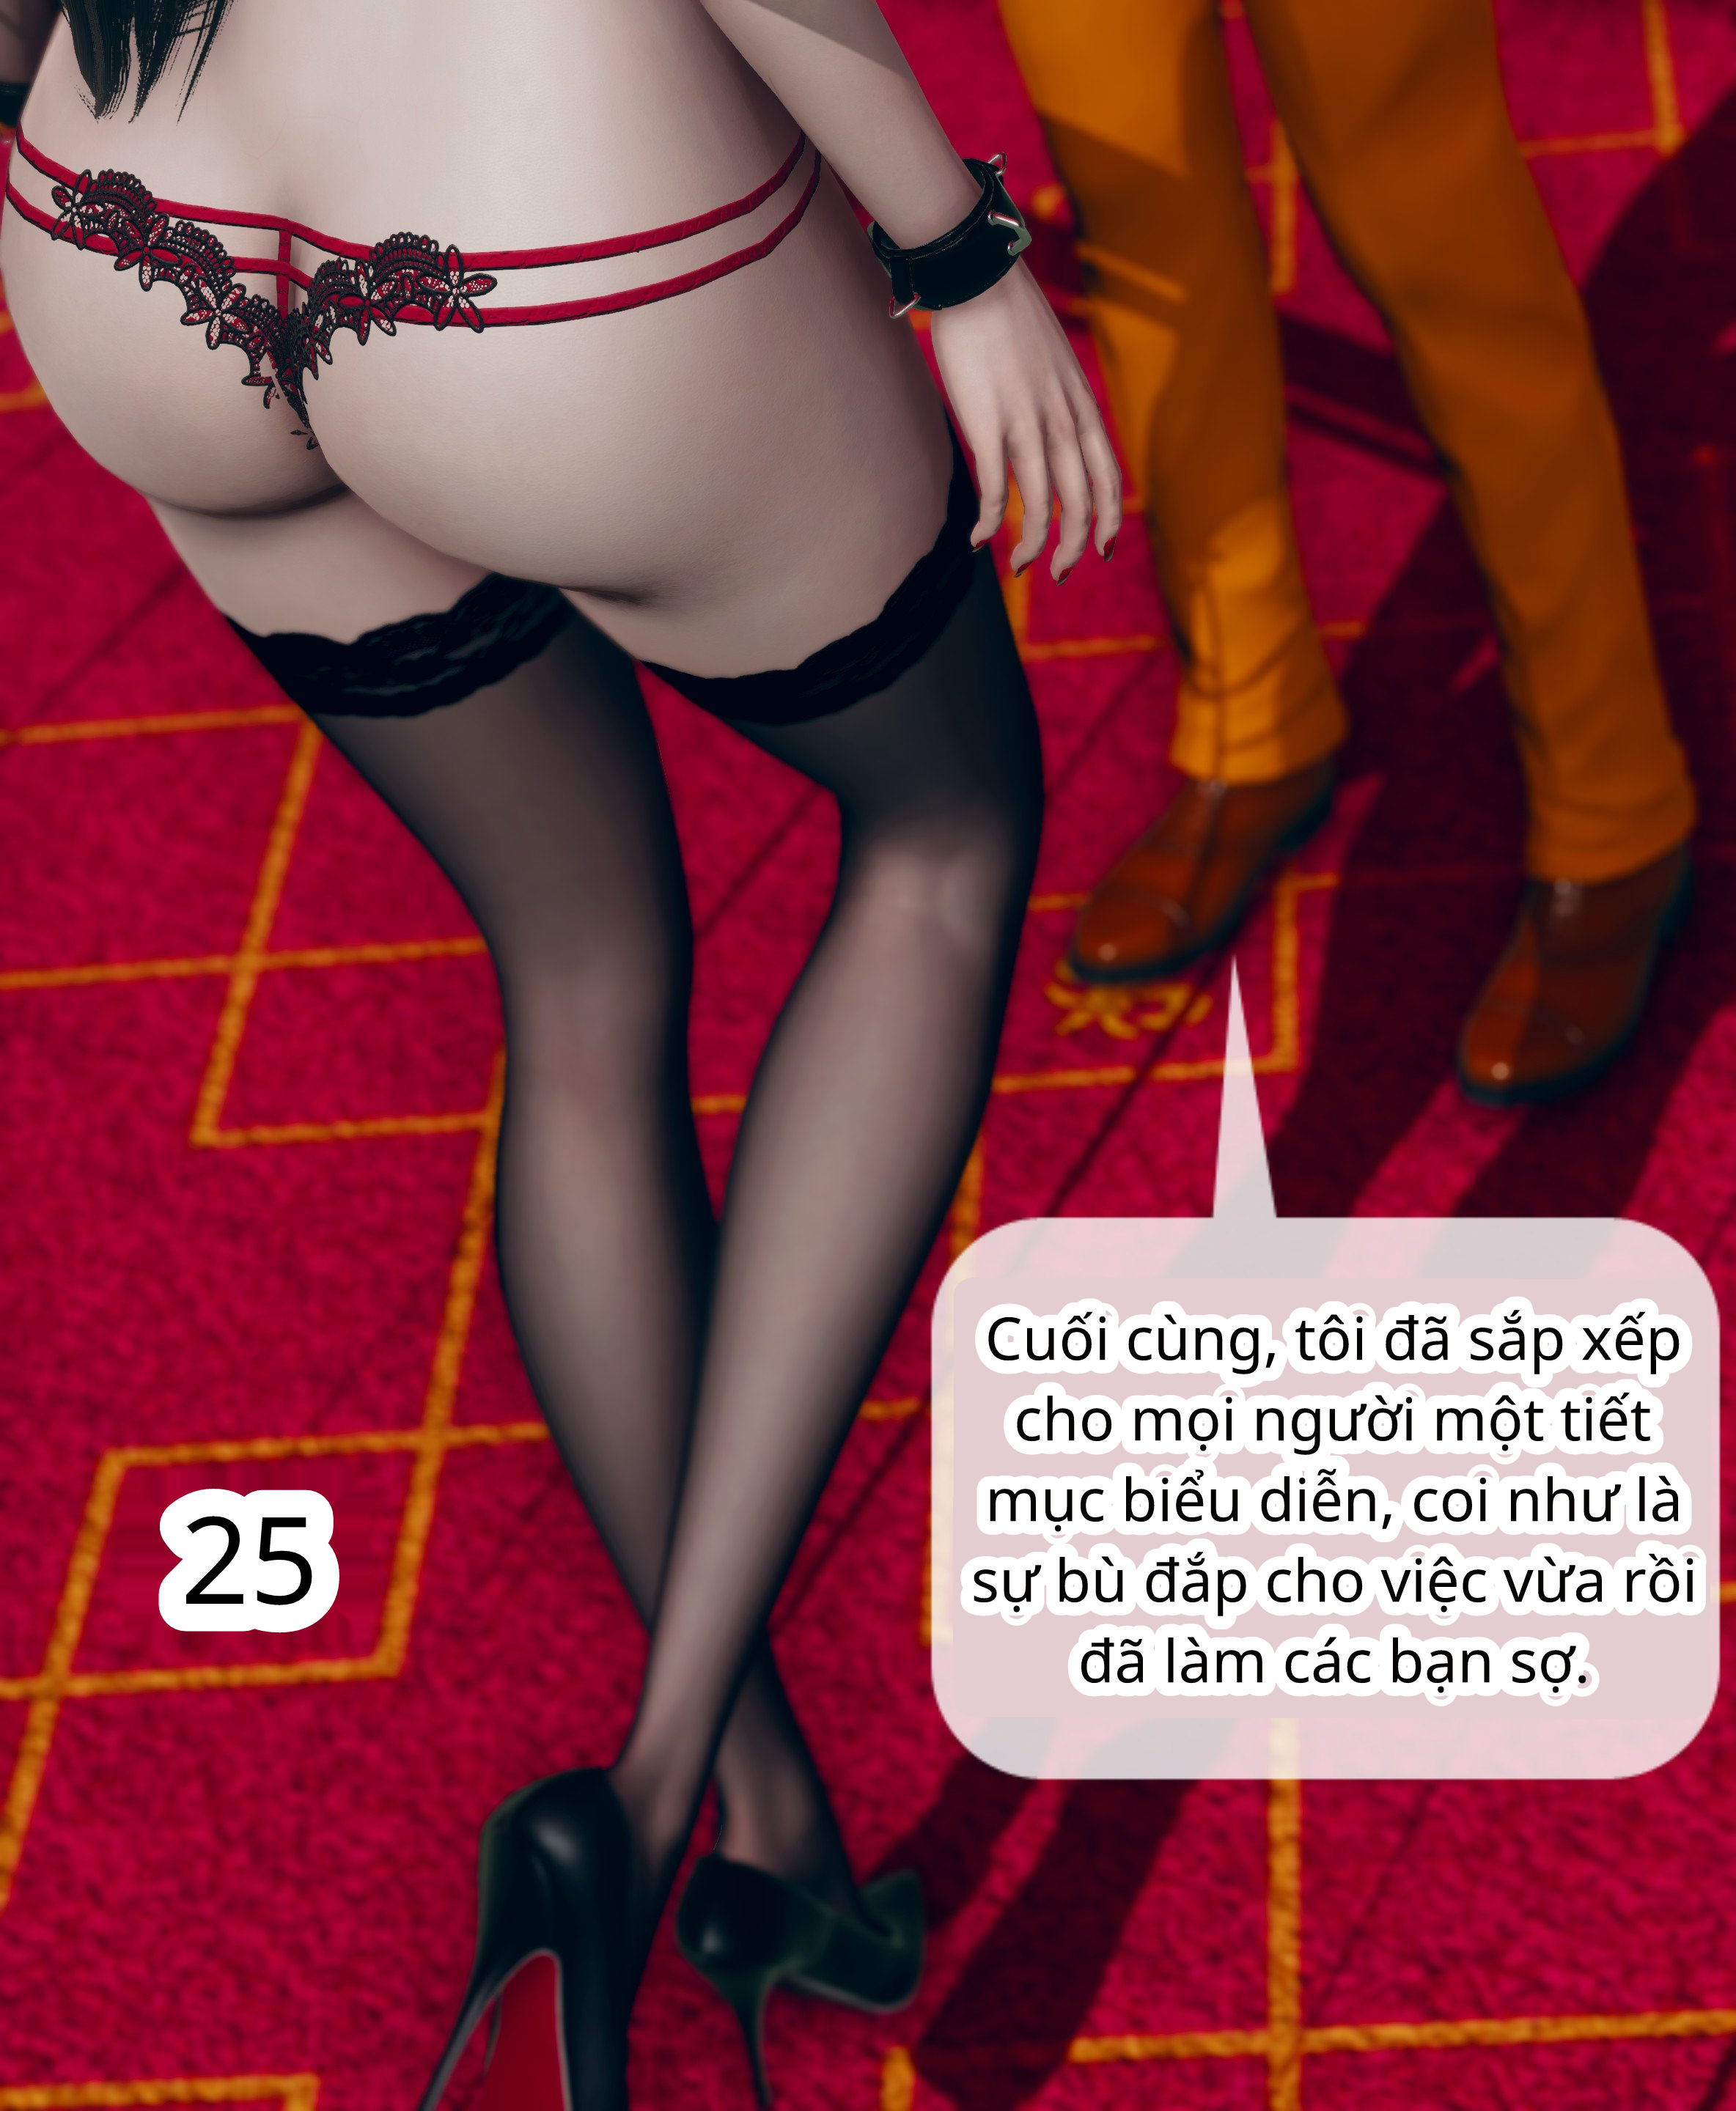 Cuối cùng, tôi đã sắp xếp
cho mọi người một tiết
mục biểu diễn, coi như là
sự bù đắp cho việc vừa rồi
đã làm các bạn sợ.
25